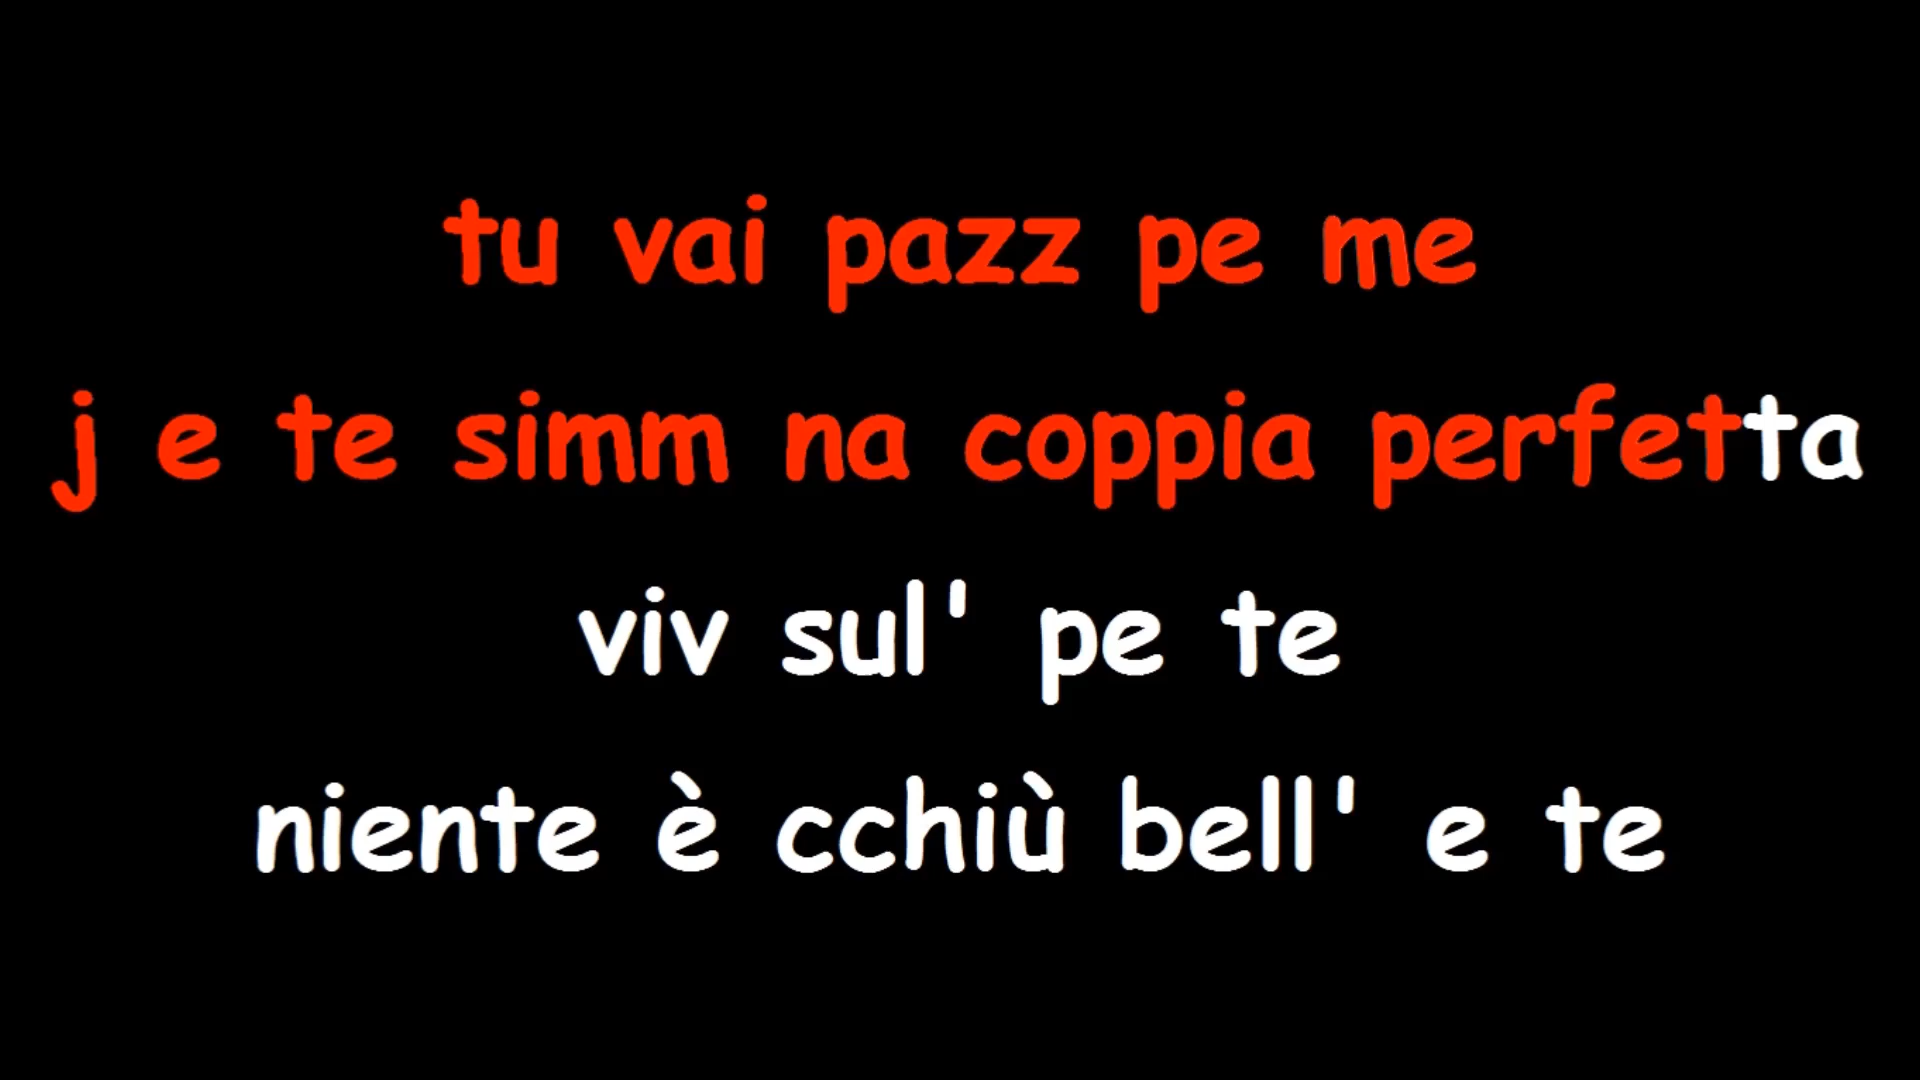 tu vai pazz pe me
j e te simm na coppia perfetta
viv sul' pe te
niente è cchiù bell' e te